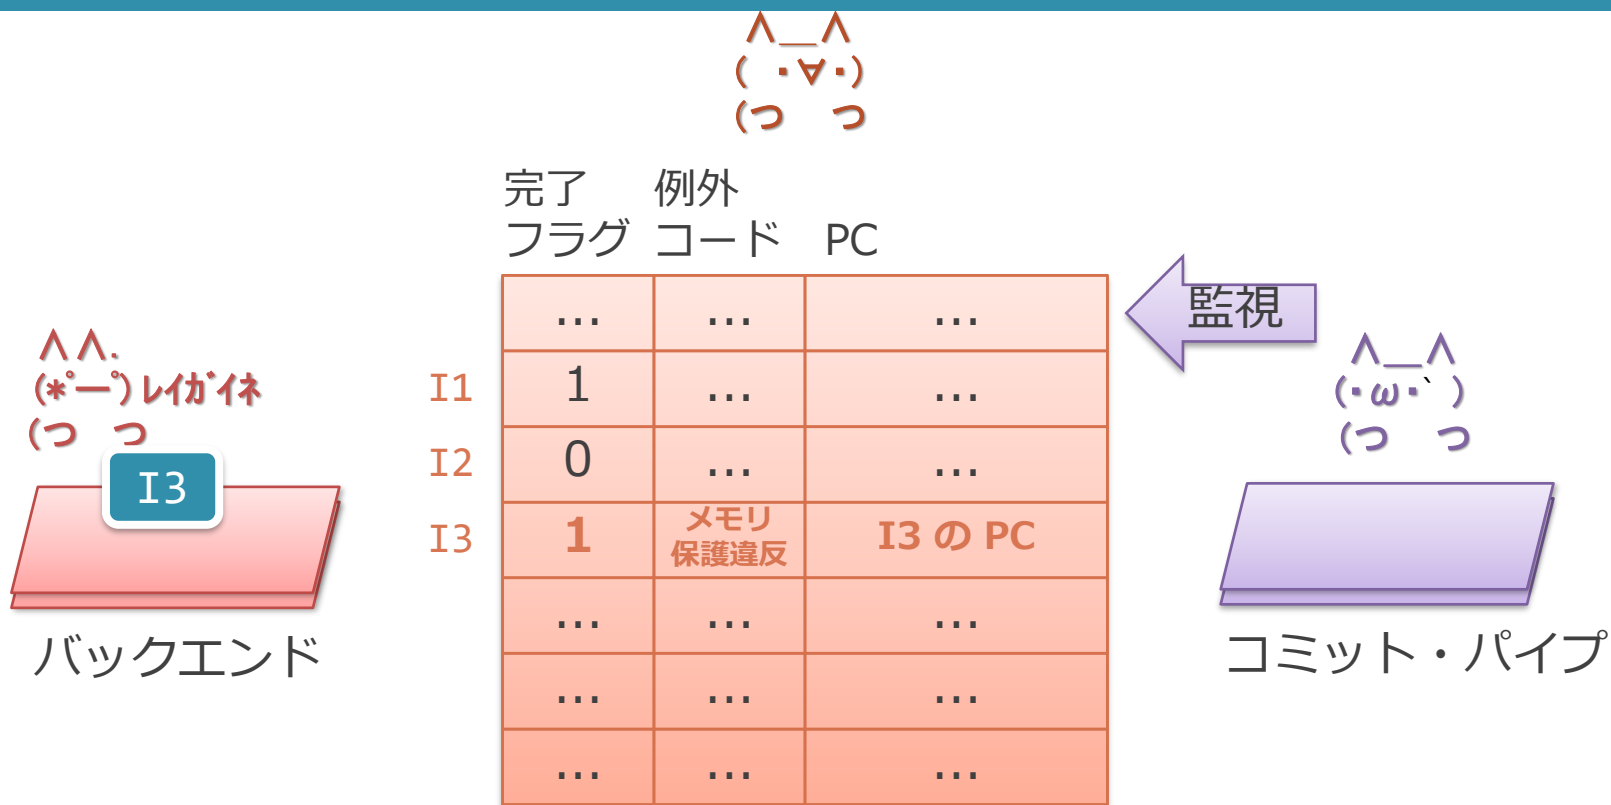 ∧＿∧
( ・∀・)
(つ　つ
完了 例外
フラグ コード PC
… … …
監視
∧∧.
(*ﾟーﾟ) ﾚｲｶﾞｲﾈ
(つ　つ
∧＿∧
(・ω・` )
(つ　つ
I1 1 … …
I2 0 … …
I3
I3 1 メモリ保護違反 I3 の PC
… … …
バックエンド
コミット・パイプ
… … …
… … …